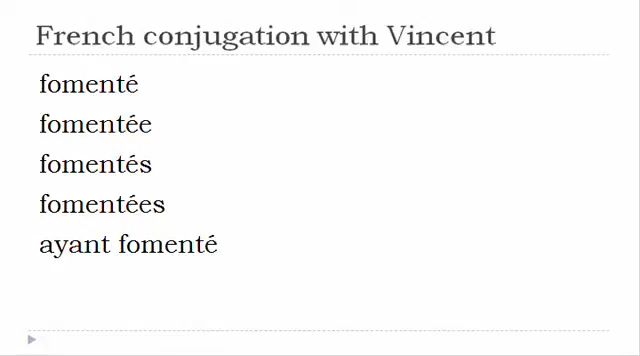 French conjugation with Vincent
fomenté
fomentée
fomentés
fomentées
ayant fomenté